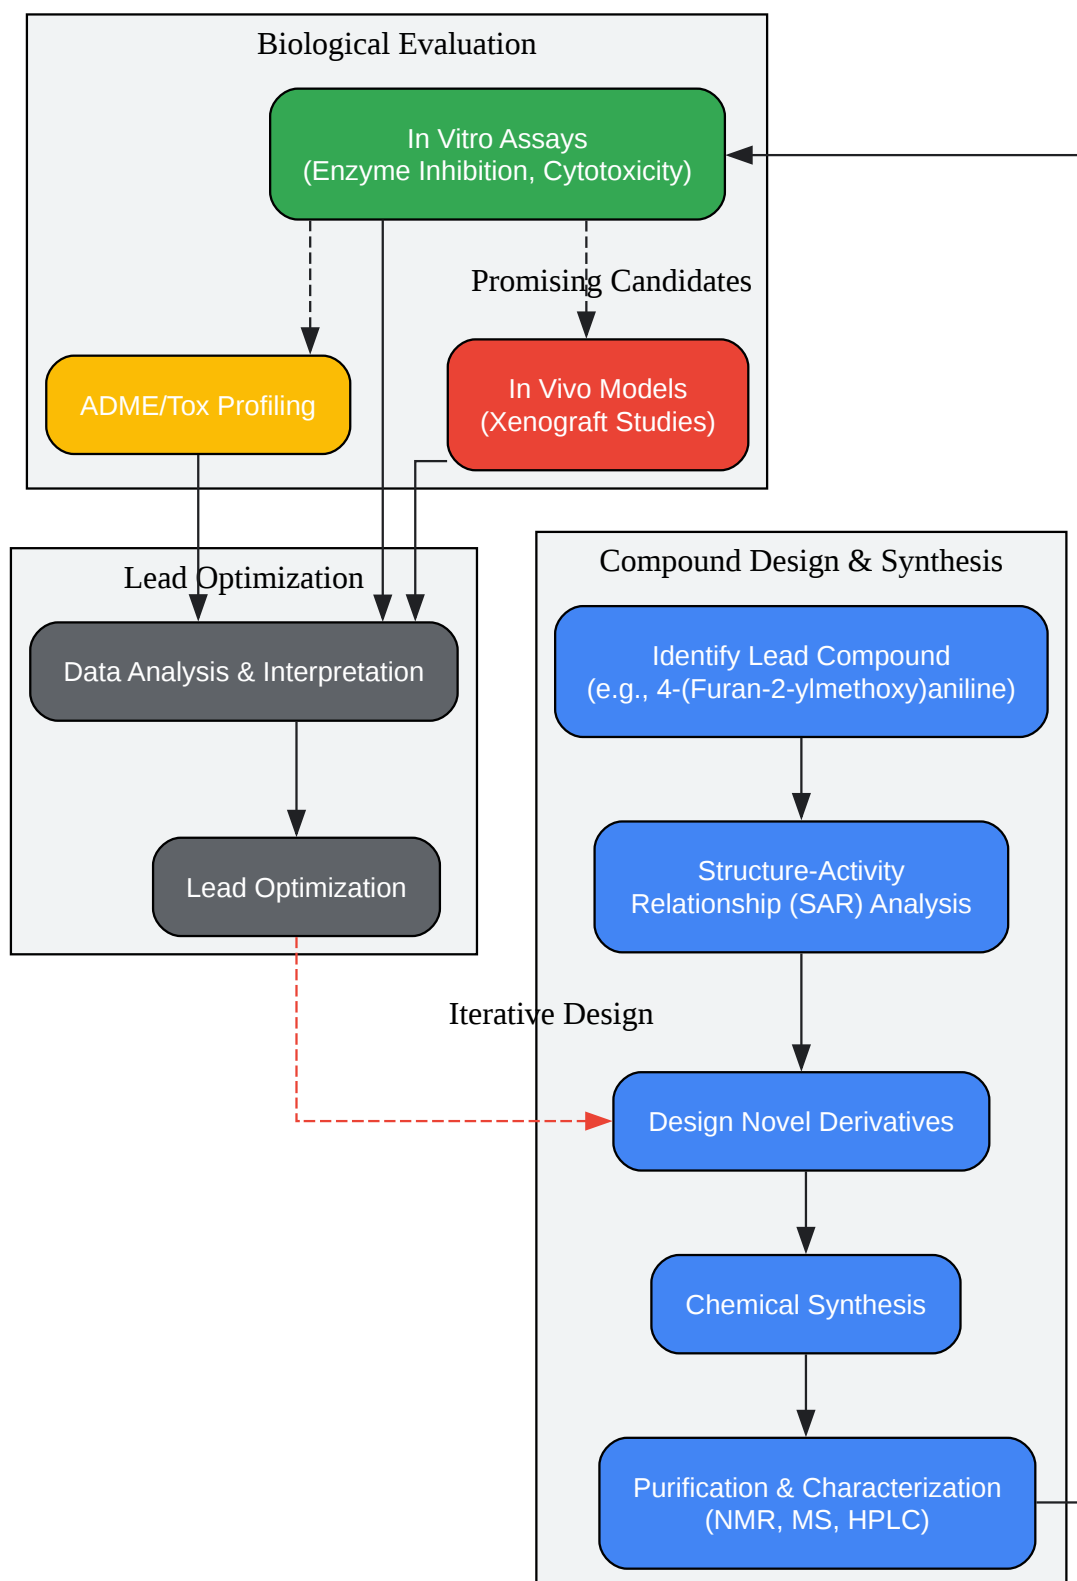 Biological Evaluation
In Vitro Assays
(Enzyme Inhibition, Cytotoxicity)
Promising Candidates
ADME/Tox Profiling
In Vivo Models
(Xenograft Studies)
Lead Optimization
Data Analysis & Interpretation
Lead Optimization
Compound Design & Synthesis
Identify Lead Compound
(e.g., 4-(Furan-2-ylmethoxy)aniline)
Structure-Activity
Relationship (SAR) Analysis
Iterative Design
Design Novel Derivatives
Chemical Synthesis
Purification & Characterization
(NMR, MS, HPLC)